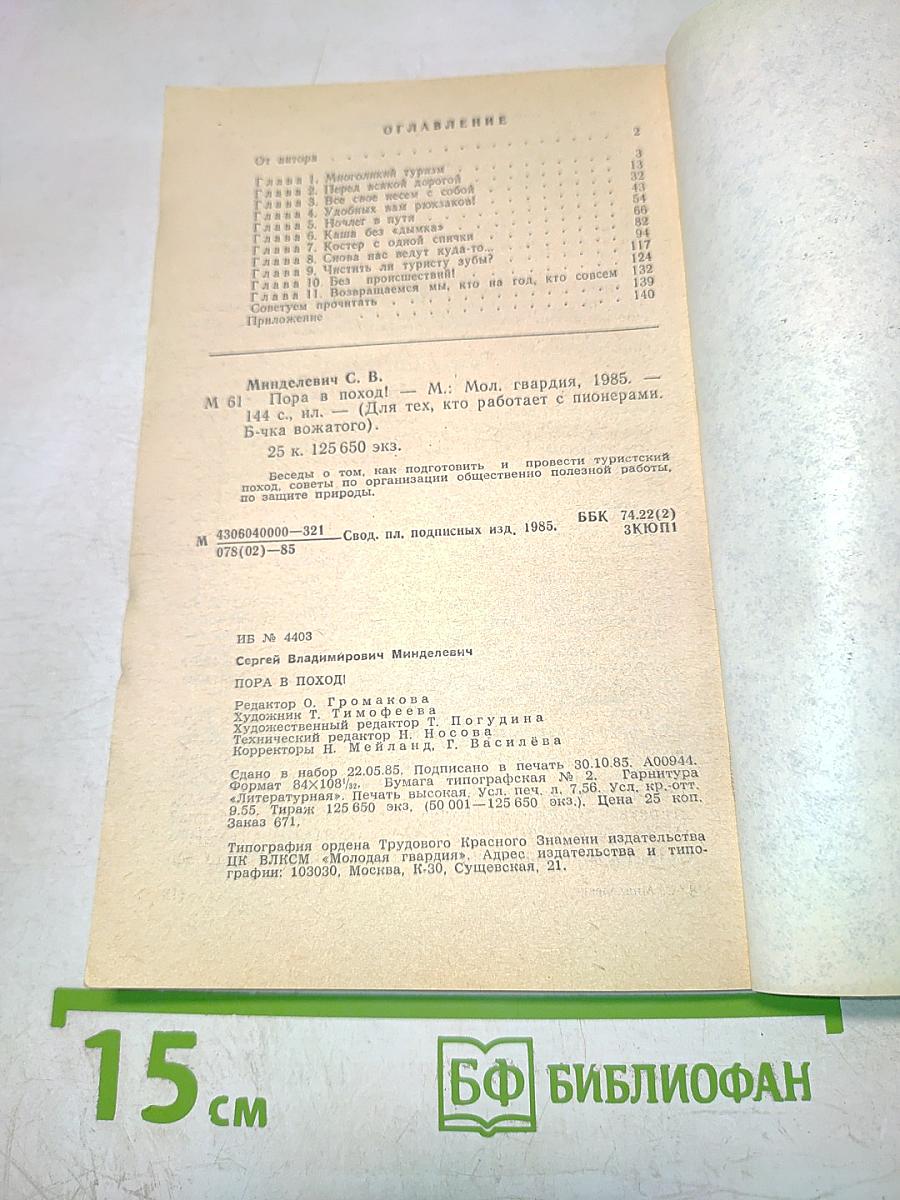 ОГЛАВЛЕНИЕ
От автора . . . . . . . . . . 2
Глава 1. Многоликий туризм . . . . . . 3
Глава 2. Перед всякой дорогой . . . . . . 13
Глава 3. Все свое несем с собой . . . . . . 32
Глава 4. Удобных вам рюкзаков! . . . . . . 43
Глава 5. Ночлег в пути . . . . . . 54
Глава 6. Каша без «дымка» . . . . . . 66
Глава 7. Костер с одной спички . . . . . . 82
Глава 8. Снова нас ведут куда-то... . . . . . . 94
Глава 9. Чистить ли туристу зубы? . . . . . . 117
Глава 10. Без происшествий! . . . . . . 124
Глава 11. Возвращаемся мы, кто на год, кто совсем 132
Советуем прочитать . . . . . . 139
Приложение . . . . . . 140
Минделевич С. В.
М 61 Пора в поход! — М.: Мол. гвардия, 1985. —
144 с., ил. — (Для тех, кто работает с пионерами.
Б-чка вожатого).
25 к. 125 650 экз.
Беседы о том, как подготовить и провести туристский
поход, советы по организации общественно полезной работы,
по защите природы.
М 4306040000—321
078(02)—85
Свод. пл. подписных изд. 1985.
ББК 74.22(2)
3КЮП1
ИБ № 4403
Сергей Владимирович Минделевич
ПОРА В ПОХОД!
Редактор О. Громакова
Художник Т. Тимофеева
Художественный редактор Т. Погудина
Технический редактор Н. Носова
Корректоры Н. Мейланд, Г. Василёва
Сдано в набор 22.05.85. Подписано в печать 30.10.85. А00944.
Формат 84×108¹/₃₂. Бумага типографская № 2. Гарнитура
«Литературная». Печать высокая. Усл. печ. л. 7,56. Усл. кр.-отт.
9.55. Тираж 125 650 экз. (50 001—125 650 экз.). Цена 25 коп.
Заказ 671.
Типография ордена Трудового Красного Знамени издательства
ЦК ВЛКСМ «Молодая гвардия». Адрес издательства и типо-
графии: 103030, Москва, К-30, Сущевская, 21.
15 см
БФ БИБЛИОФАН